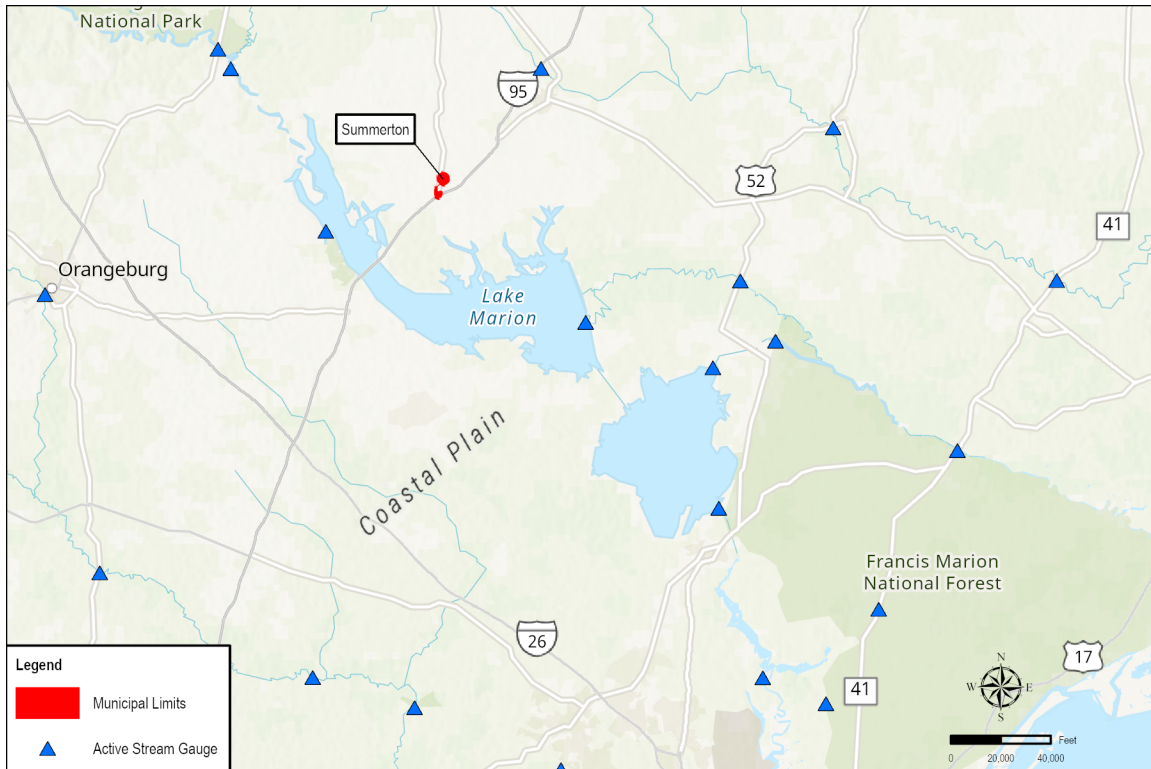 National Park
95
Summerton
52
41
Orangeburg
Lake
Marion
Coastal Plain
Francis Marion
National Forest
26
17
41
Legend
Municipal Limits
Active Stream Gauge
N
W
E
S
Feet
0
20,000
40,000